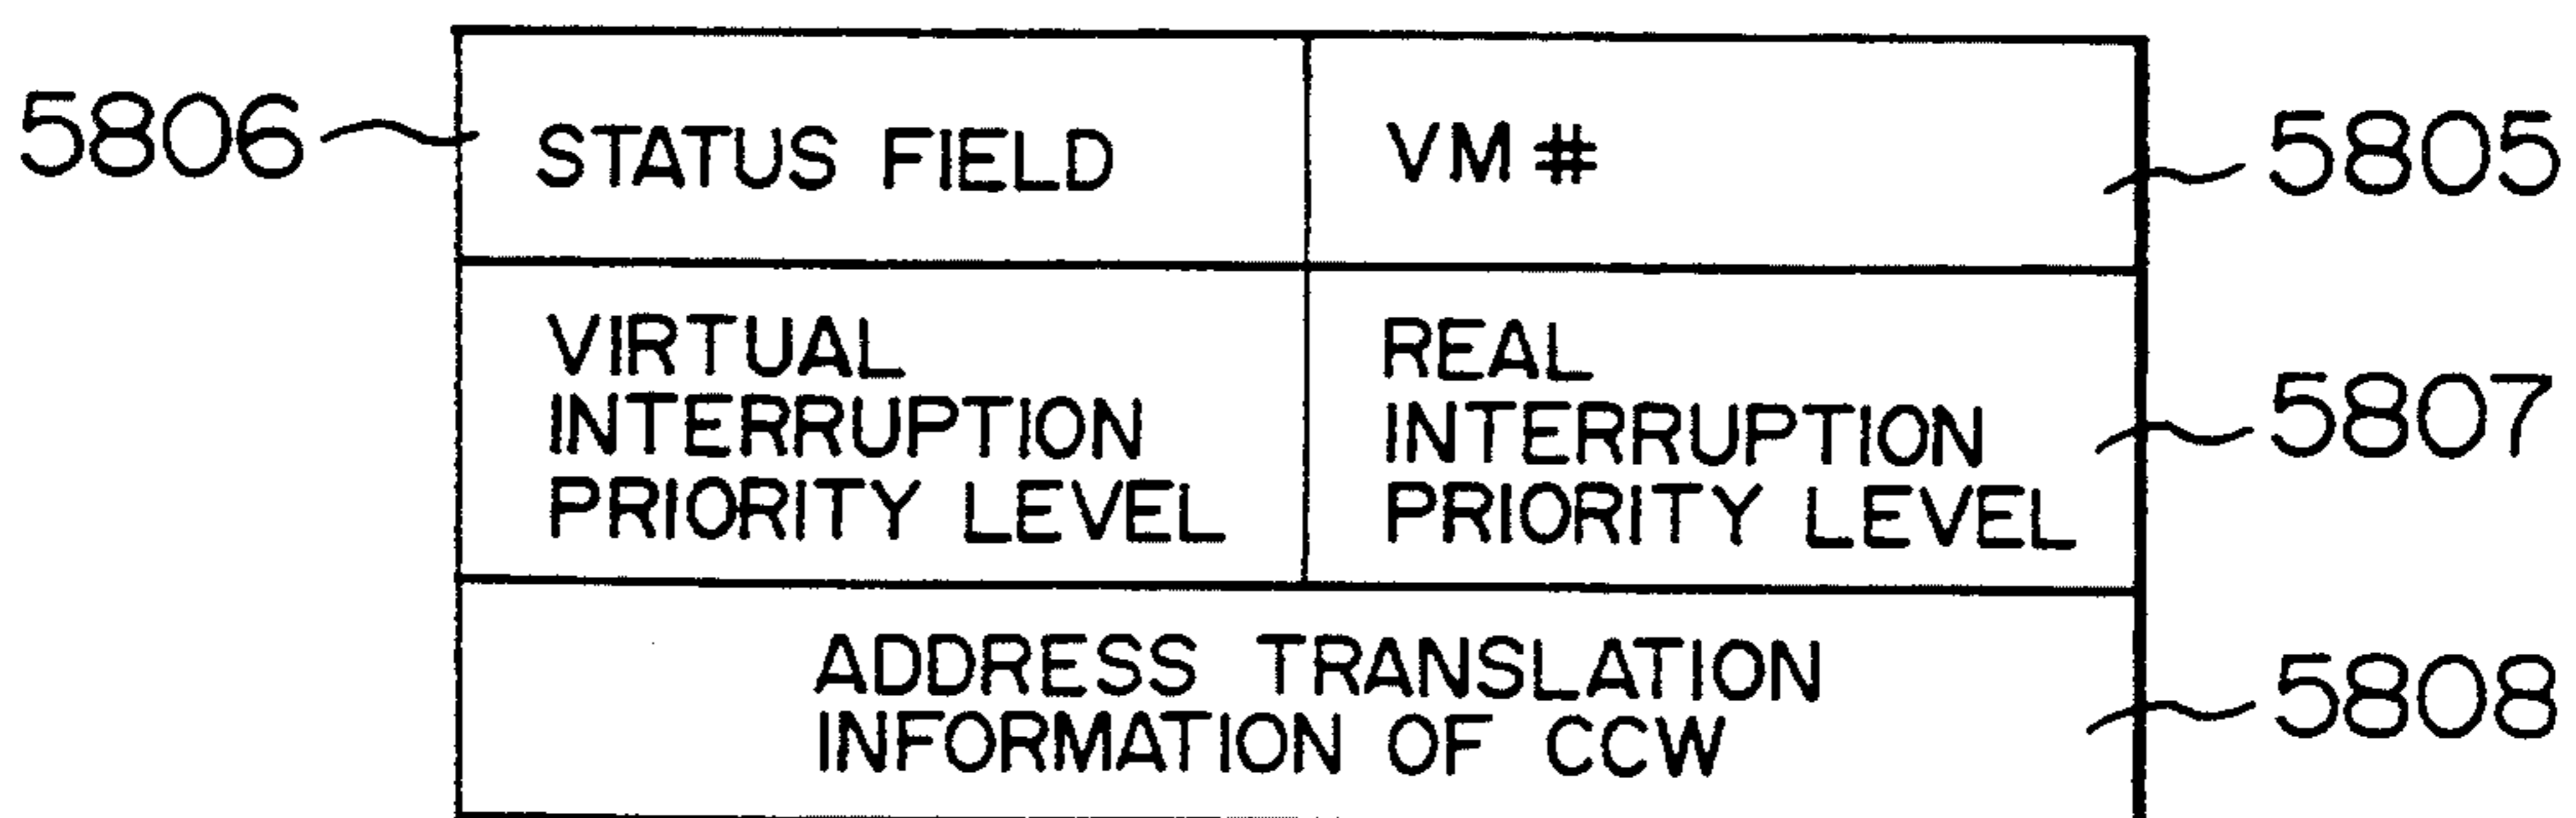 5806 STATUS FIELD VM # 5805
VIRTUAL
INTERRUPTION
PRIORITY LEVEL
REAL
INTERRUPTION
PRIORITY LEVEL
5807
ADDRESS TRANSLATION
INFORMATION OF CCW
5808